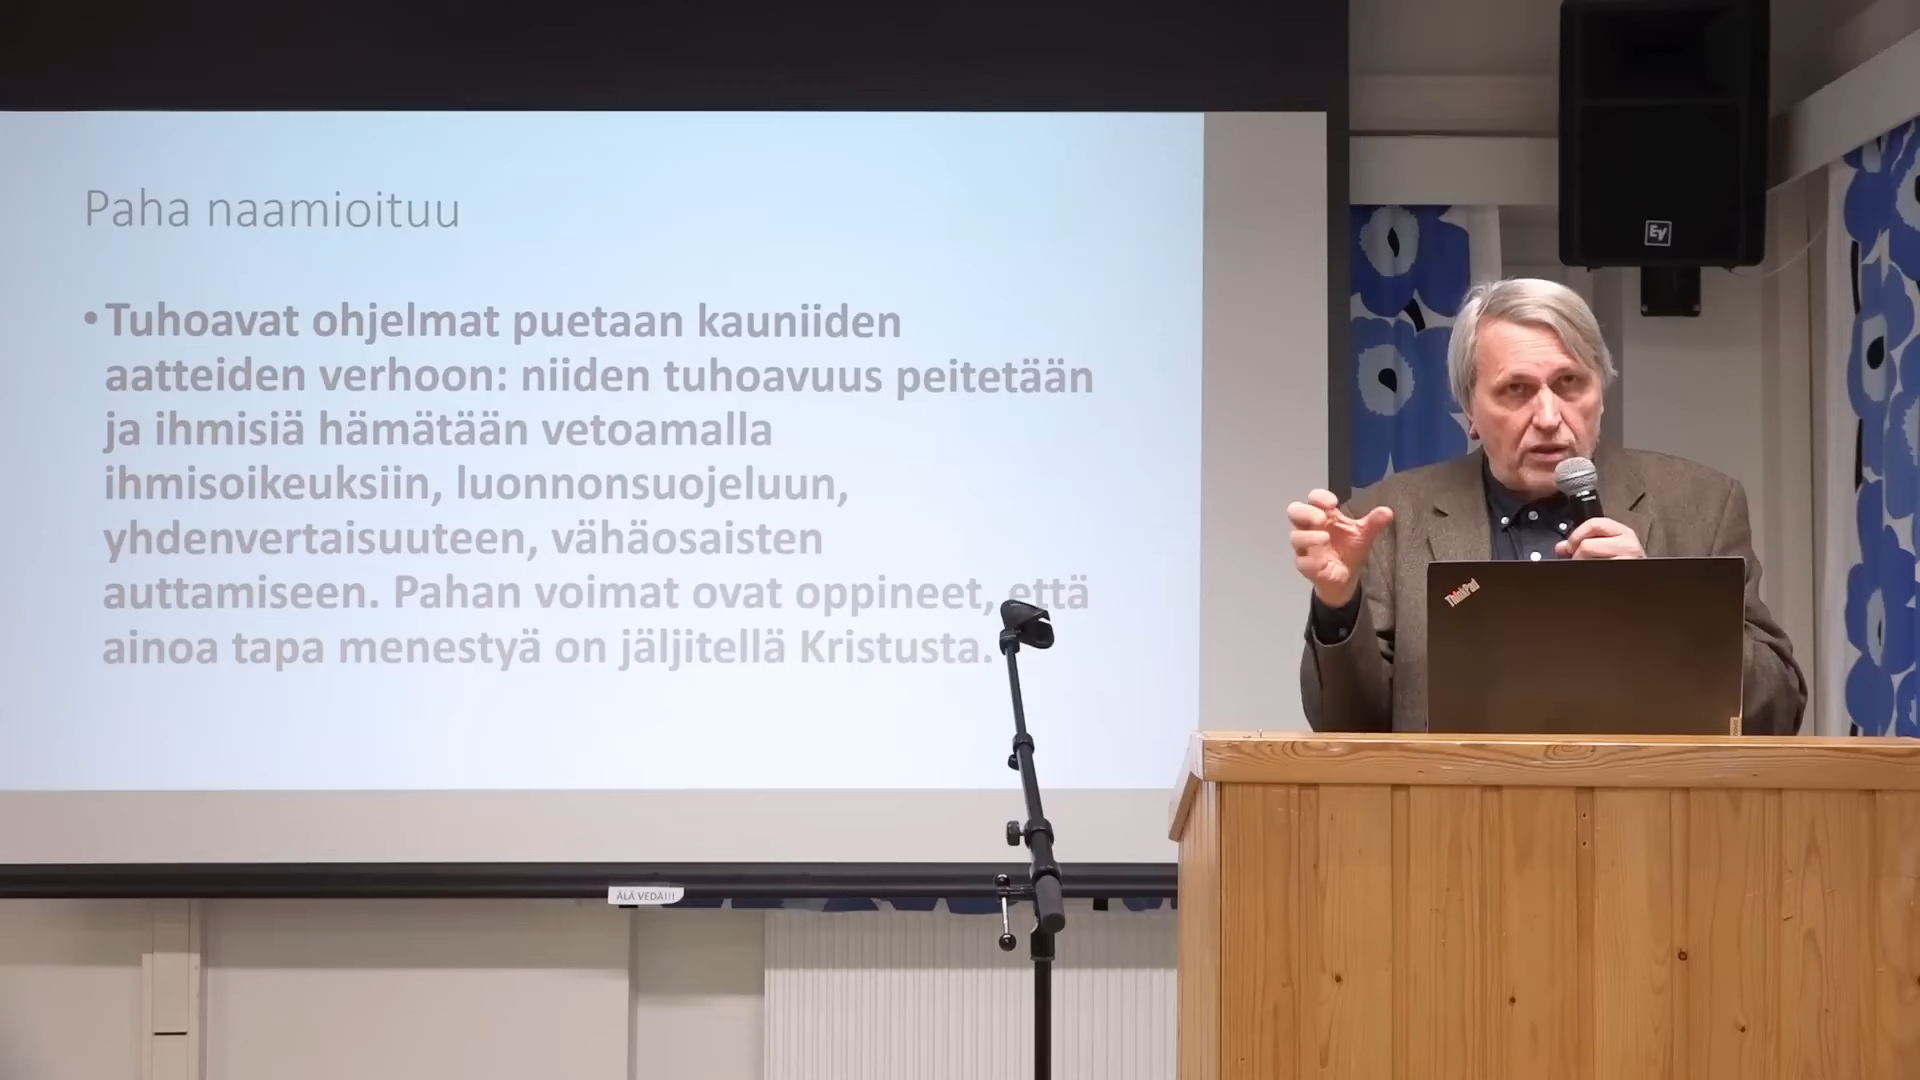 Paha naamioituu
• Tuhoavat ohjelmat puetaan kauniiden
aatteiden verhoon: niiden tuhoavuus peitetään
ja ihmisiä hämätään vetoamalla
ihmisoikeuksiin, luonnonsuojeluun,
yhdenvertaisuuteen, vähäosaisten
auttamiseen. Pahan voimat ovat oppineet, että
ainoa tapa menestyä on jäljitellä Kristusta.
EV
ThinkPad
ÄLÄ VEDÄ!!!